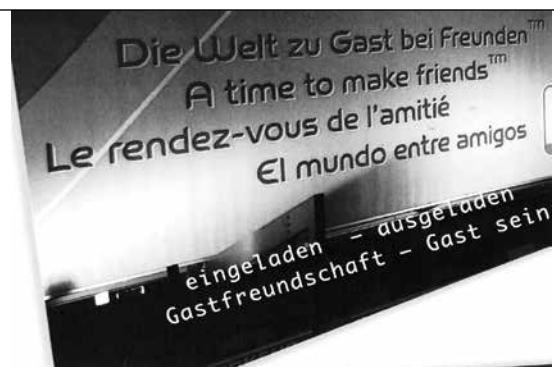 Die Welt zu Gast bei Freunden™
A time to make friends™
Le rendez-vous de l'amitié
El mundo entre amigos
eingeladen – ausgeladen
Gastfreundschaft – Gast sein